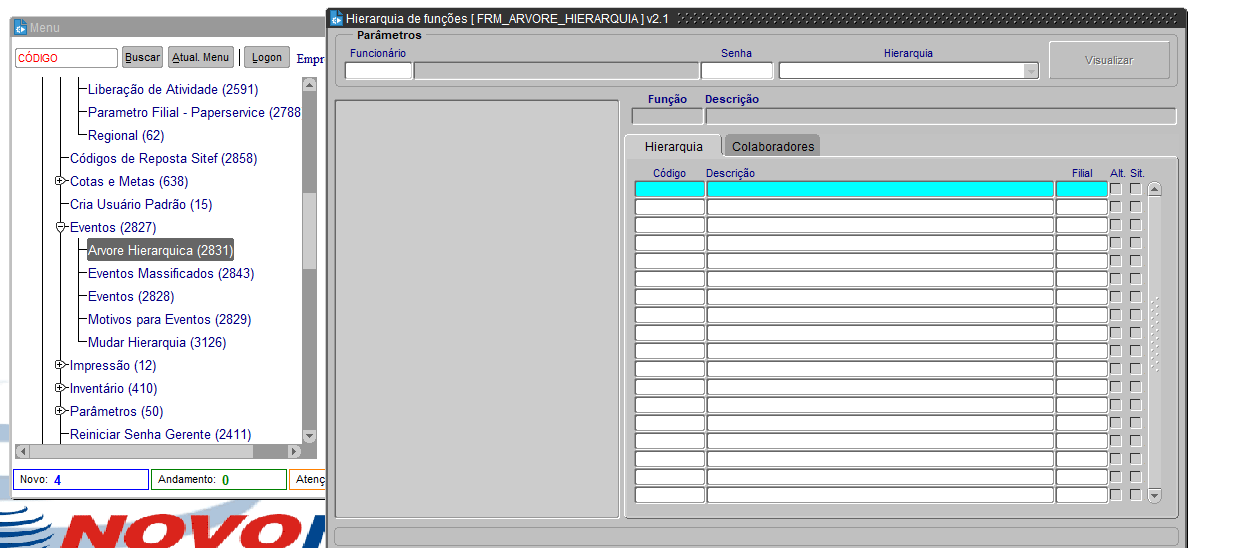 Menu
CÓDIGO
Buscar
Atual. Menu
Logon
Empr
Liberação de Atividade (2591)
Parametro Filial - Paperservice (2788
Regional (62)
Códigos de Reposta Sitef (2858)
Cotas e Metas (638)
Cria Usuário Padrão (15)
Eventos (2827)
Arvore Hierarquica (2831)
Eventos Massificados (2843)
Eventos (2828)
Motivos para Eventos (2829)
Mudar Hierarquia (3126)
Impressão (12)
Inventário (410)
Parâmetros (50)
Reiniciar Senha Gerente (2411)
Novo: 4
Andamento: 0
Atenç
NOVO
Hierarquia de funções [ FRM_ARVORE_HIERARQUIA ] v2.1
Parâmetros
Funcionário
Senha
Hierarquia
Visualizar
Função
Descrição
Hierarquia
Colaboradores
Código
Descrição
Filial
Alt.
Sit.